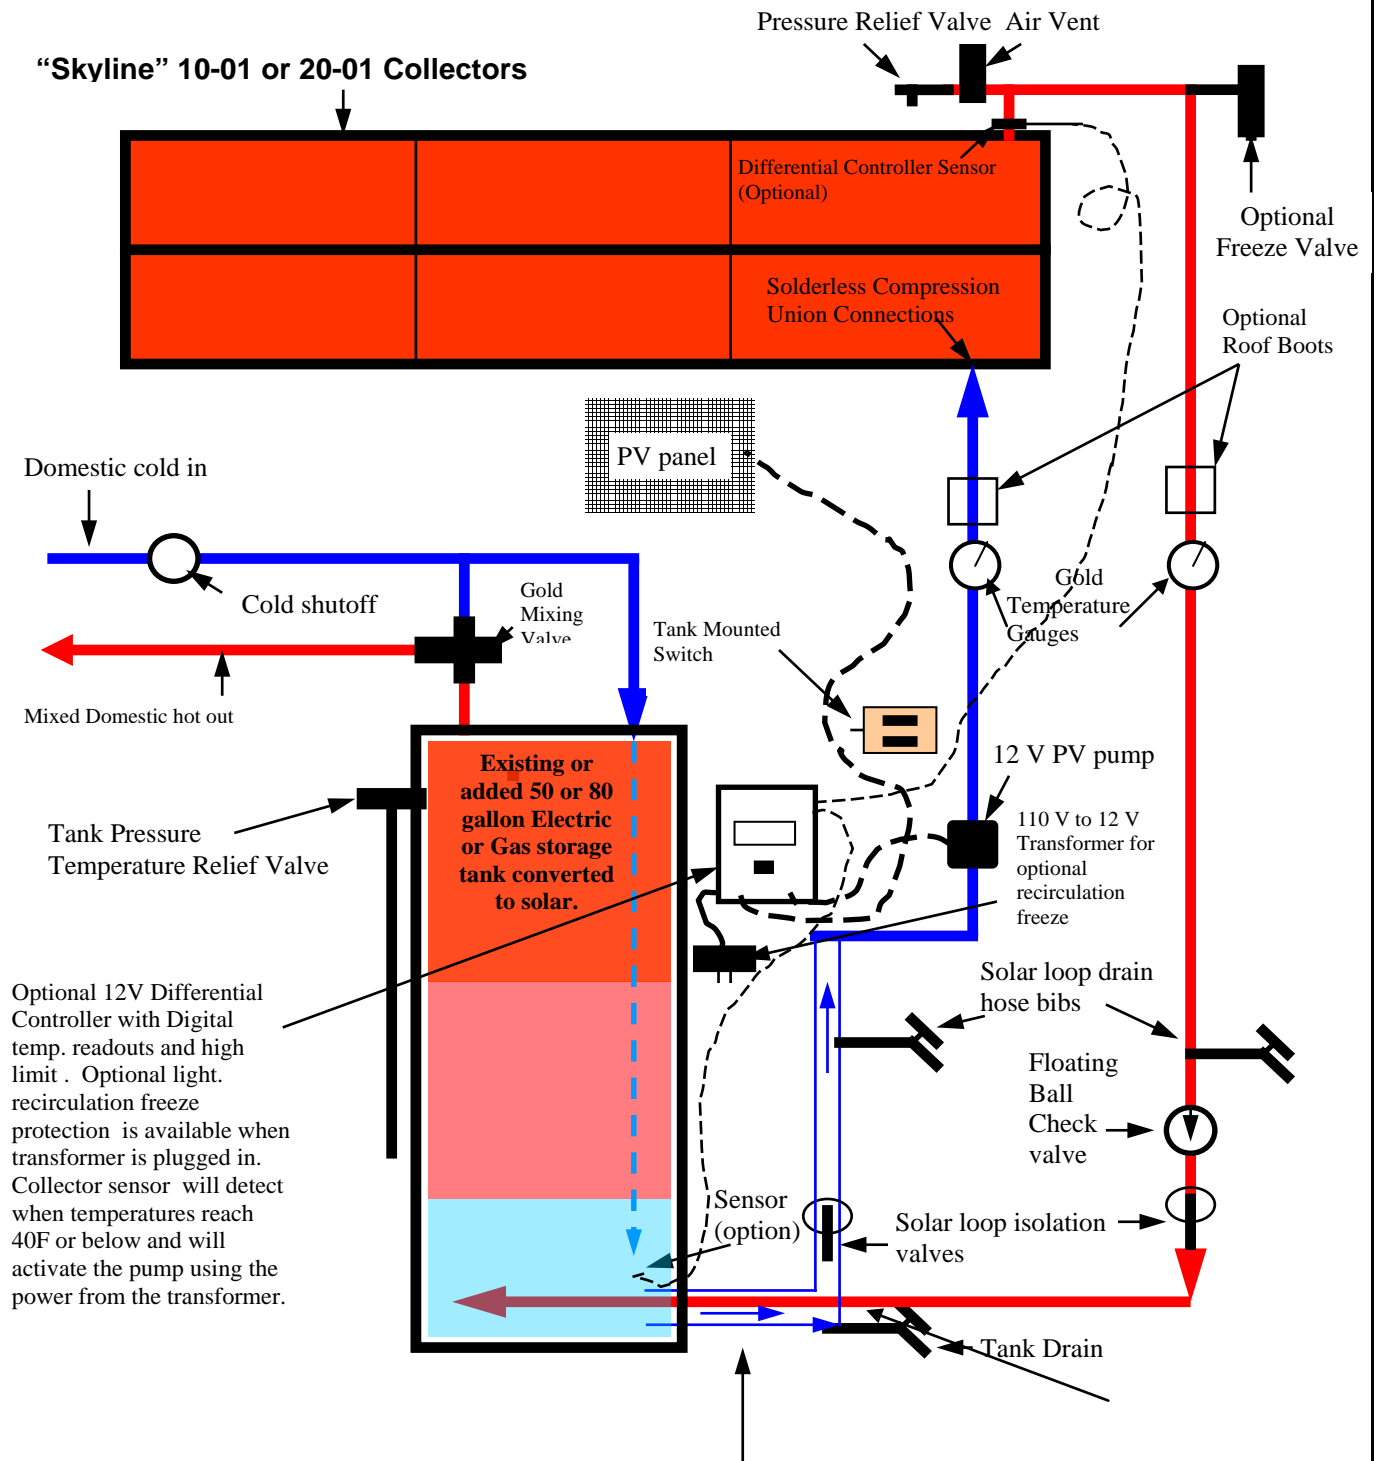 Pressure Relief Valve Air Vent
“Skyline” 10-01 or 20-01 Collectors
Differential Controller Sensor
(Optional)
Optional
Freeze Valve
Solderless Compression
Union Connections
Optional
Roof Boots
PV panel
Domestic cold in
Cold shutoff
Gold
Mixing
Valve
Gold
Temperature
Gauges
Tank Mounted
Switch
Mixed Domestic hot out
12 V PV pump
Existing or
added 50 or 80
gallon Electric
or Gas storage
tank converted
to solar.
110 V to 12 V
Transformer for
optional
recirculation
freeze
Tank Pressure
Temperature Relief Valve
Solar loop drain
hose bibs
Optional 12V Differential
Controller with Digital
temp. readouts and high
limit . Optional light.
recirculation freeze
protection is available when
transformer is plugged in.
Collector sensor will detect
when temperatures reach
40F or below and will
activate the pump using the
power from the transformer.
Floating
Ball
Check
valve
Sensor
(option)
Solar loop isolation
valves
Tank Drain